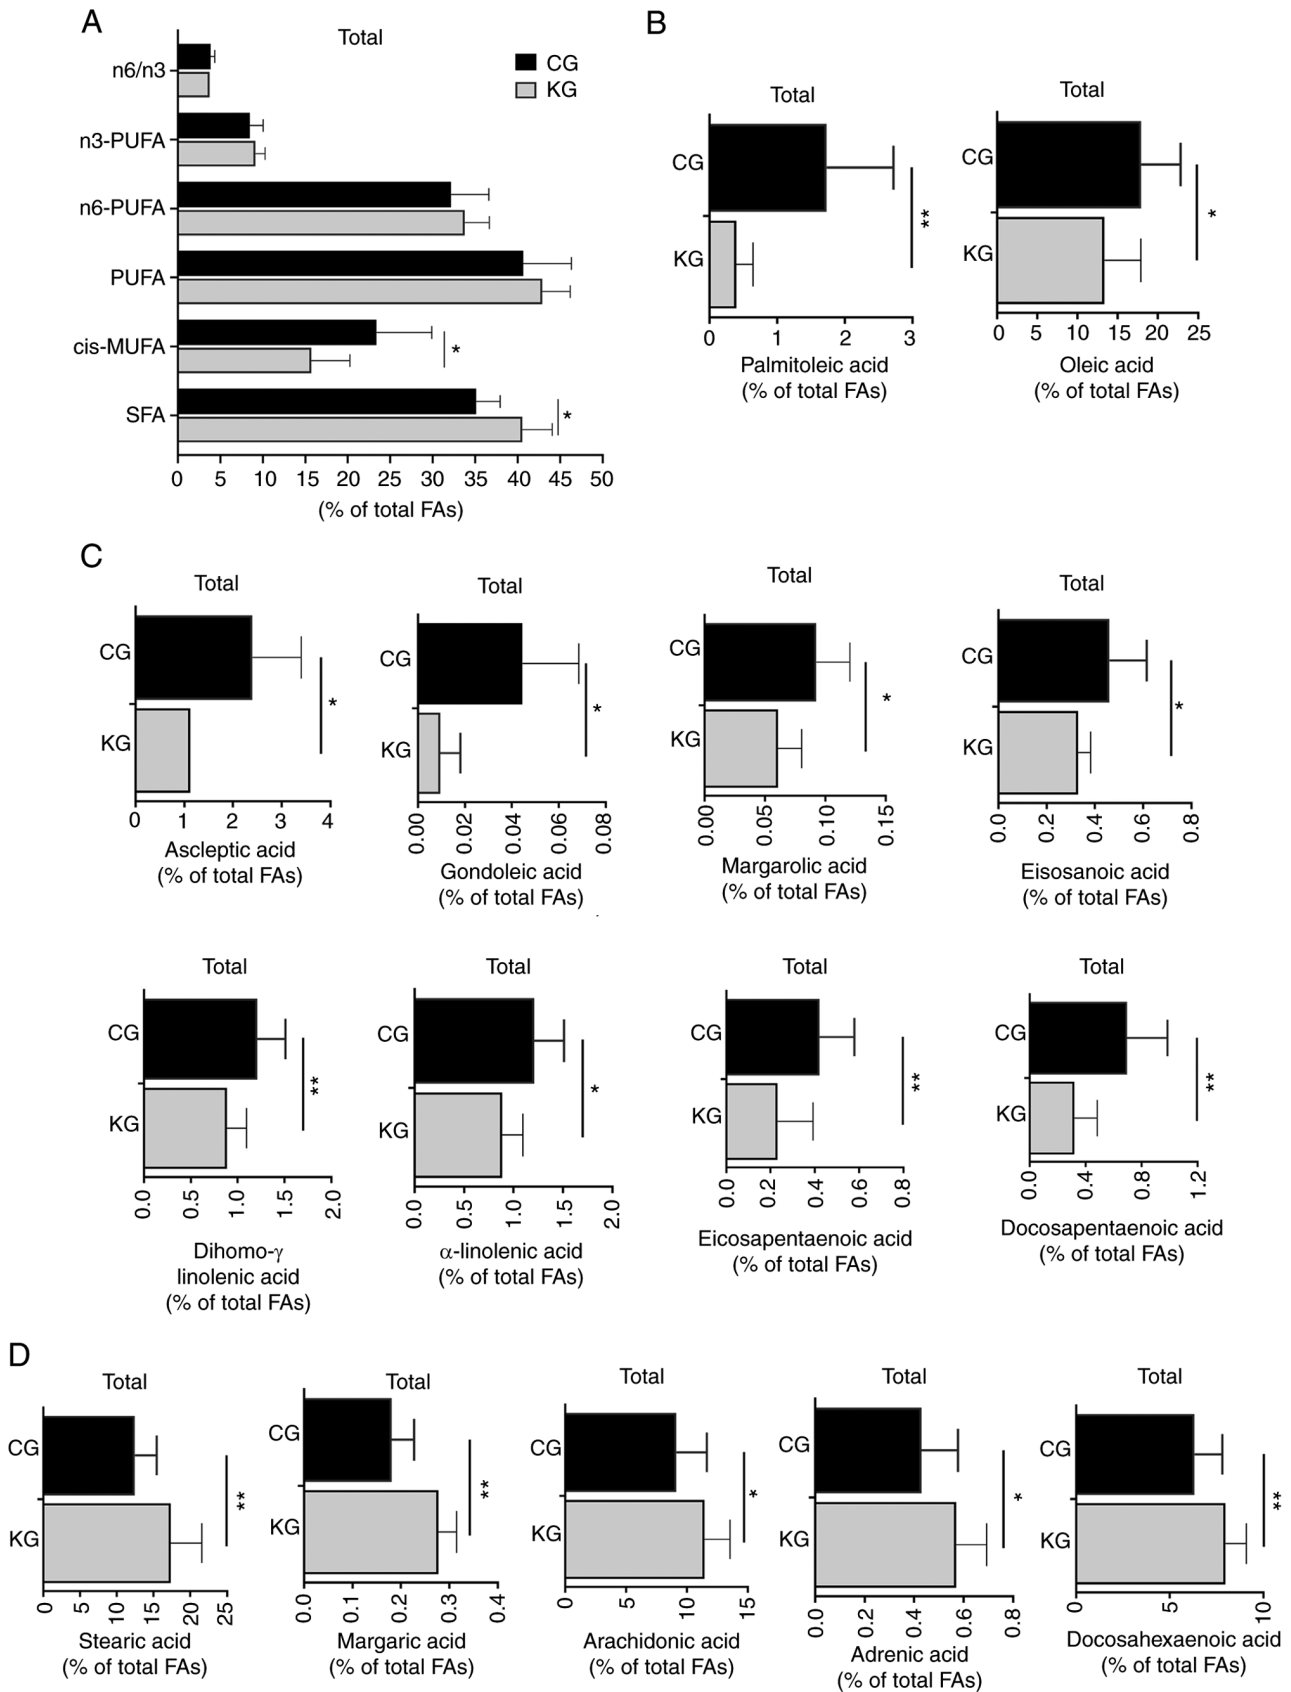 A
Total
CG
KG
n6/n3
n3-PUFA
n6-PUFA
PUFA
cis-MUFA
*
SFA
*
0 5 10 15 20 25 30 35 40 45 50
(% of total FAs)
B
Total
CG
KG
**
0 1 2 3
Palmitoleic acid
(% of total FAs)
Total
CG
KG
*
0 5 10 15 20 25
Oleic acid
(% of total FAs)
C
Total
CG
KG
*
0 1 2 3 4
Ascleptic acid
(% of total FAs)
Total
CG
KG
*
0.00 0.02 0.04 0.06 0.08
Gondoleic acid
(% of total FAs)
Total
CG
KG
*
0.00 0.05 0.10 0.15
Margarolic acid
(% of total FAs)
Total
CG
KG
*
0.0 0.2 0.4 0.6 0.8
Eisosanoic acid
(% of total FAs)
Total
CG
KG
**
0.0 0.5 1.0 1.5 2.0
Dihomo-γ
linolenic acid
(% of total FAs)
Total
CG
KG
*
0.0 0.5 1.0 1.5 2.0
α-linolenic acid
(% of total FAs)
Total
CG
KG
**
0.0 0.2 0.4 0.6 0.8
Eicosapentaenoic acid
(% of total FAs)
Total
CG
KG
**
0.0 0.4 0.8 1.2
Docosapentaenoic acid
(% of total FAs)
D
Total
CG
KG
**
0 5 10 15 20 25
Stearic acid
(% of total FAs)
Total
CG
KG
**
0.0 0.1 0.2 0.3 0.4
Margaric acid
(% of total FAs)
Total
CG
KG
*
0 5 10 15
Arachidonic acid
(% of total FAs)
Total
CG
KG
*
0.0 0.2 0.4 0.6 0.8
Adrenic acid
(% of total FAs)
Total
CG
KG
**
0 5 10
Docosahexaenoic acid
(% of total FAs)